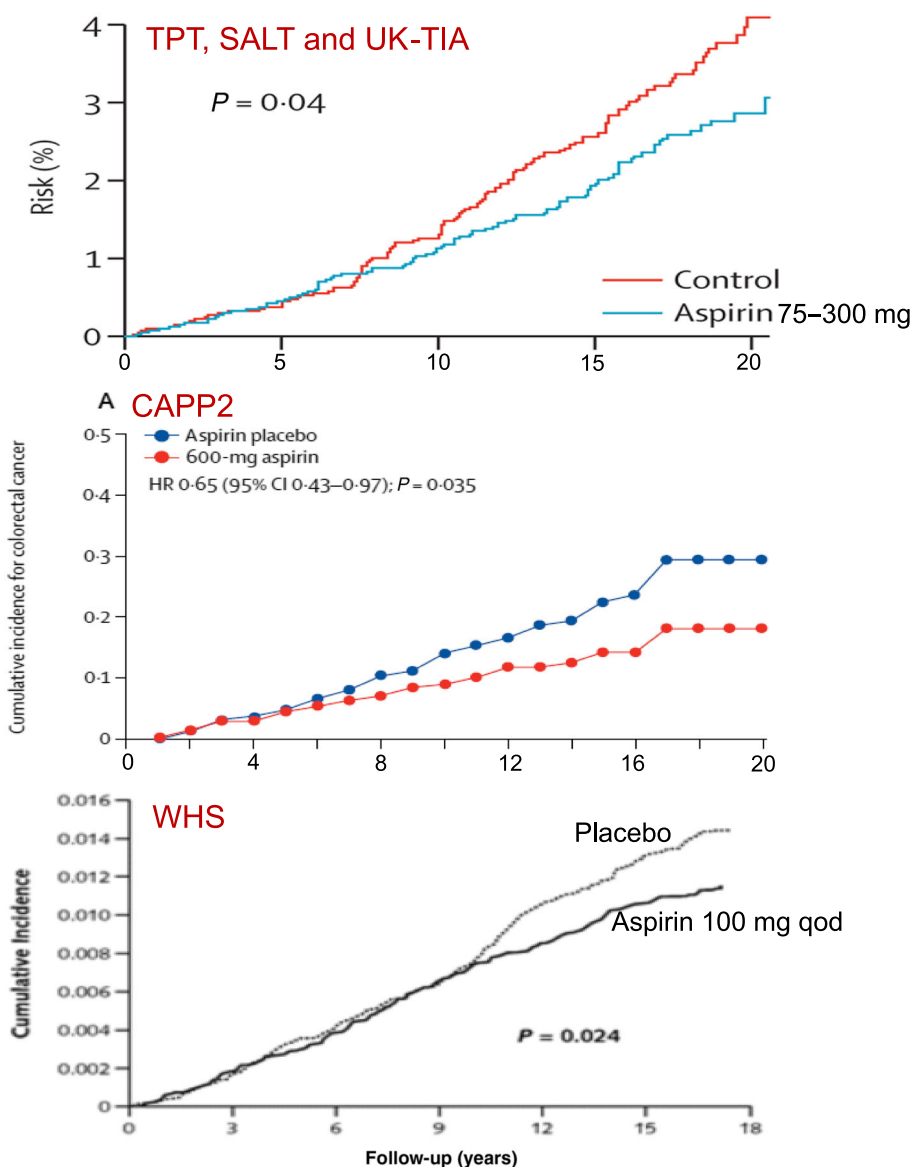 4
TPT, SALT and UK-TIA
P = 0·04
3
2
1
0
Risk (%)
Control
Aspirin 75–300 mg
0 5 10 15 20
A CAPP2
0·5
Aspirin placebo
600-mg aspirin
HR 0·65 (95% CI 0·43–0·97); P = 0·035
0·4
0·3
0·2
0·1
0
Cumulative incidence for colorectal cancer
0 0 4 8 12 16 20
0.016
WHS
0.014
Placebo
0.012
0.010
Aspirin 100 mg qod
0.008
0.006
0.004
P = 0.024
0.002
0
Cumulative Incidence
0 3 6 9 12 15 18
Follow-up (years)